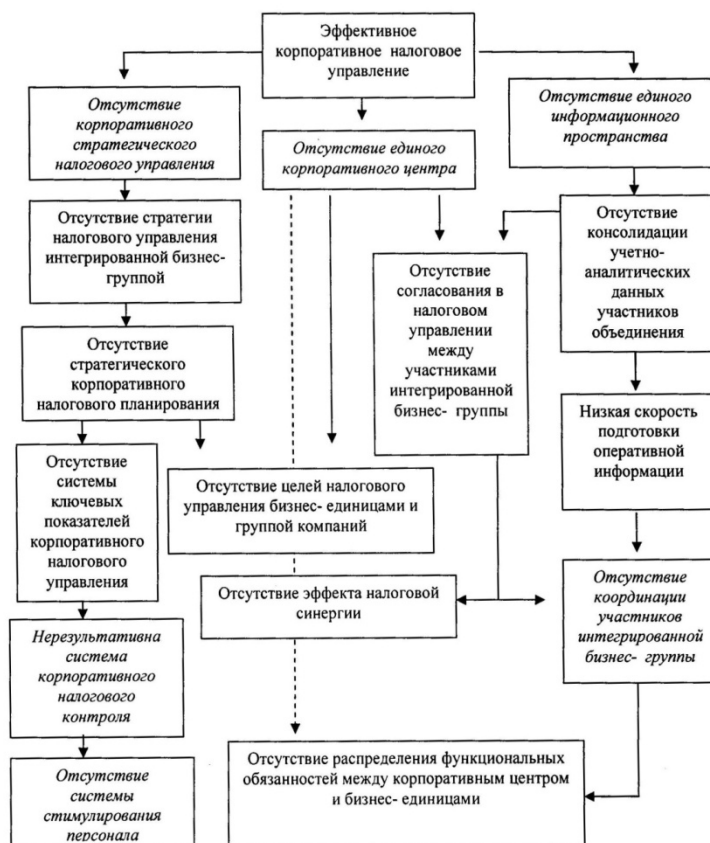 Эффективное
корпоративное налоговое
управление
Отсутствие
корпоративного
стратегического
налогового управления
Отсутствие единого
корпоративного центра
Отсутствие единого
информационного
пространства
Отсутствие стратегии
налогового управления
интегрированной бизнес-
группой
Отсутствие
согласования в
налоговом
управлении
между
участниками
интегрированной
бизнес- группы
Отсутствие
консолидации
учетно-
аналитических
данных
участников
объединения
Отсутствие
стратегического
корпоративного
налогового планирования
Низкая скорость
подготовки
оперативной
информации
Отсутствие
системы
ключевых
показателей
корпоративного
налогового
управления
Отсутствие целей налогового
управления бизнес- единицами и
группой компаний
Отсутствие эффекта налоговой
синергии
Отсутствие
координации
участников
интегрированной
бизнес- группы
Нерезультативна
система
корпоративного
налогового
контроля
Отсутствие распределения функциональных
обязанностей между корпоративным центром
и бизнес- единицами
Отсутствие
системы
стимулирования
персонала